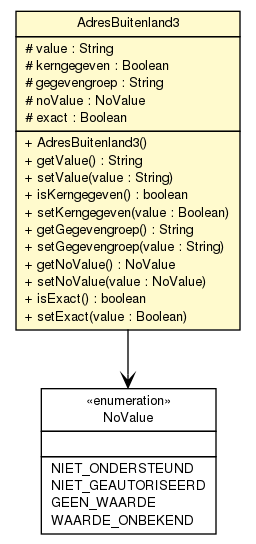 AdresBuitenland3
# value : String
# kerngegeven : Boolean
# gegevengroep : String
# noValue : NoValue
# exact : Boolean
+ AdresBuitenland3()
+ getValue() : String
+ setValue(value : String)
+ isKerngegeven() : boolean
+ setKerngegeven(value : Boolean)
+ getGegevengroep() : String
+ setGegevengroep(value : String)
+ getNoValue() : NoValue
+ setNoValue(value : NoValue)
+ isExact() : boolean
+ setExact(value : Boolean)
«enumeration»
NoValue
NIET_ONDERSTEUND
NIET_GEAUTORISEERD
GEEN_WAARDE
WAARDE_ONBEKEND